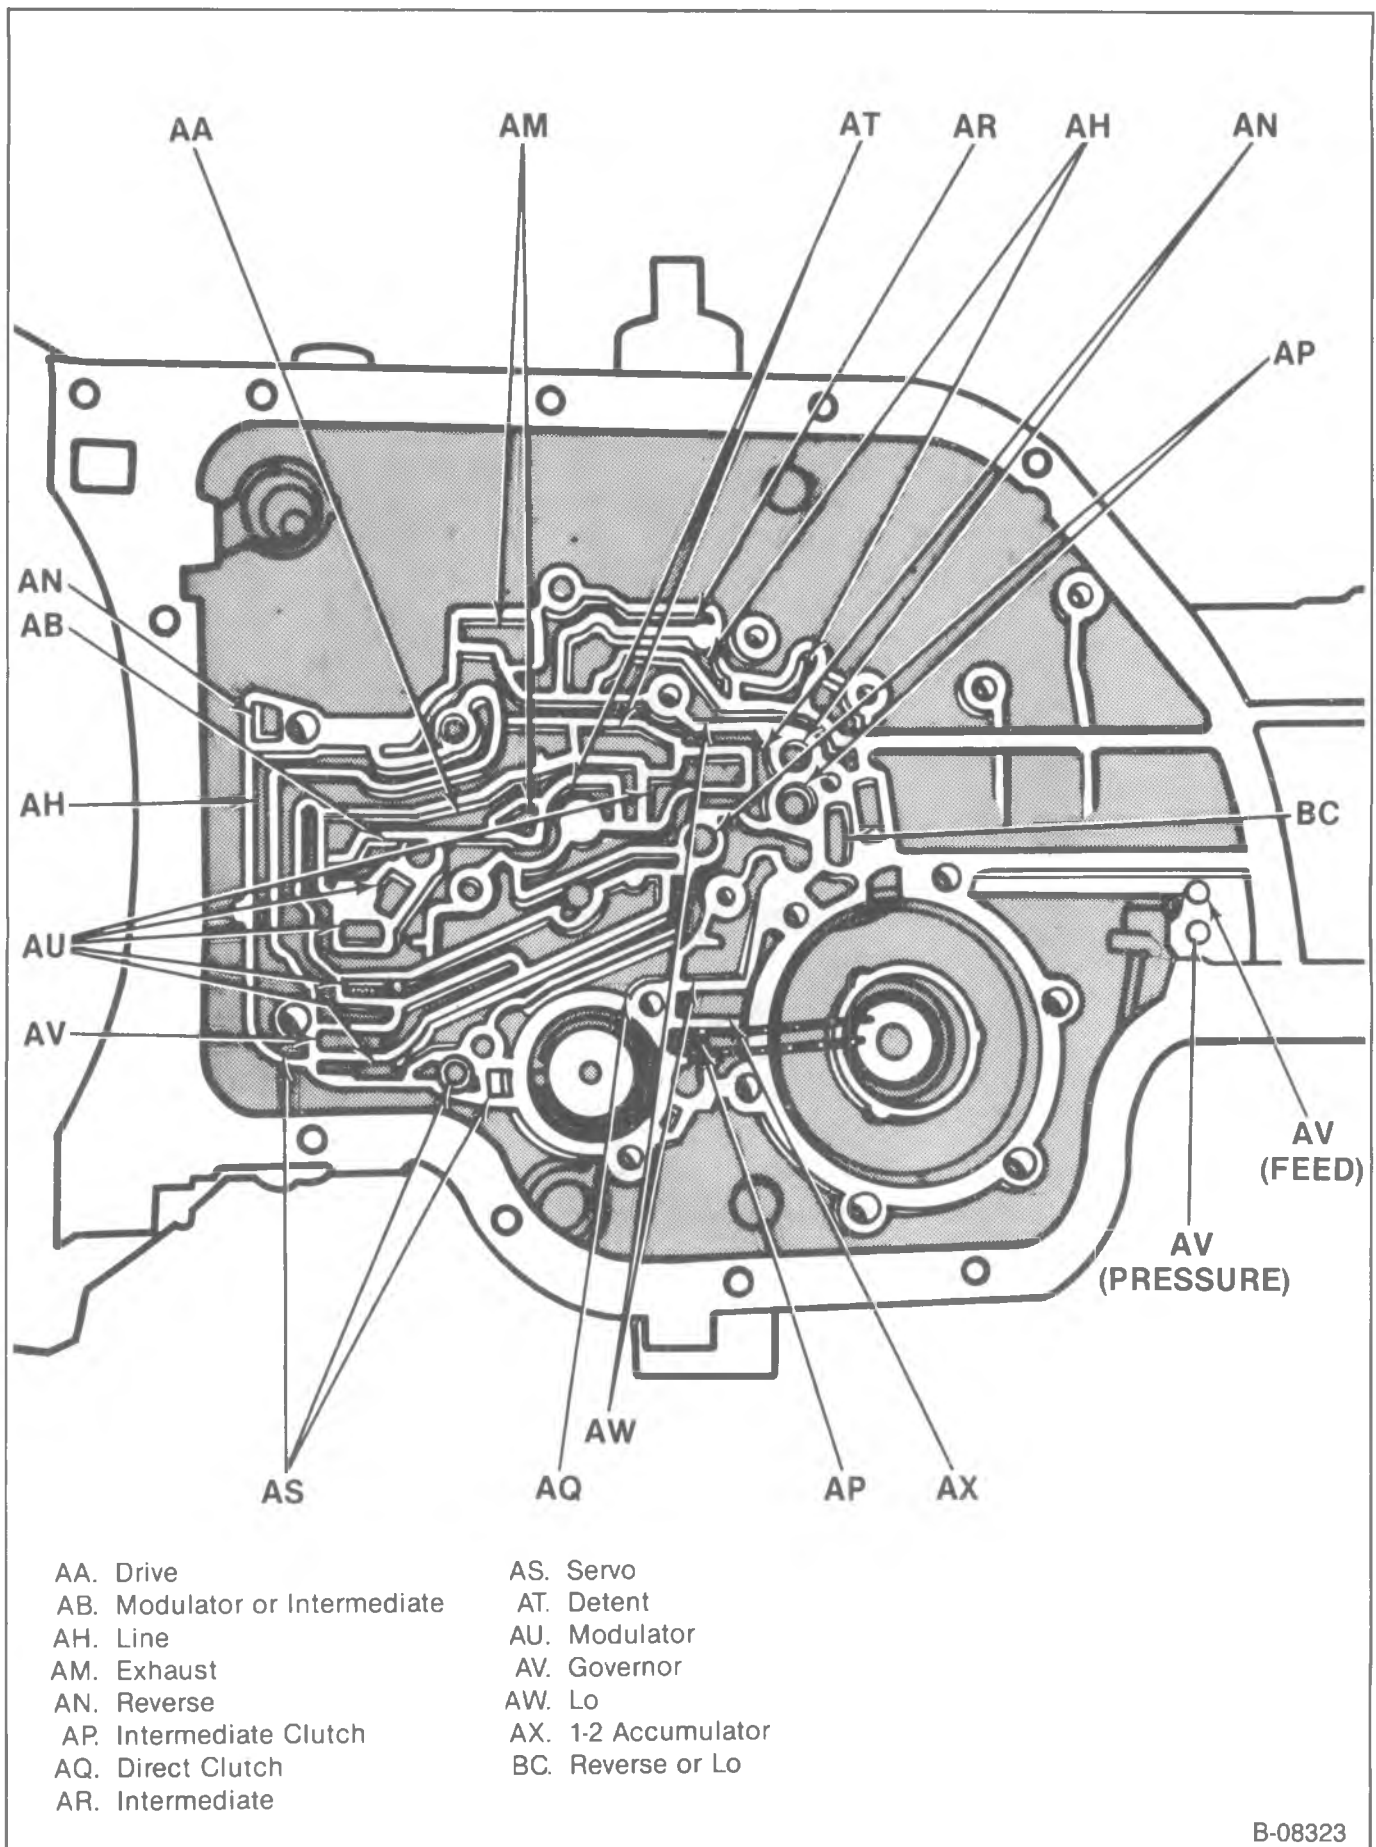 AA AM AT AR AH AN
AP
AN
AB
AH
BC
AU
AV
AV
(FEED)
AV
(PRESSURE)
AW
AS AQ AP AX
AA. Drive
AB. Modulator or Intermediate
AH. Line
AM. Exhaust
AN. Reverse
AP. Intermediate Clutch
AQ. Direct Clutch
AR. Intermediate
AS. Servo
AT. Detent
AU. Modulator
AV. Governor
AW. Lo
AX. 1-2 Accumulator
BC. Reverse or Lo
B-08323